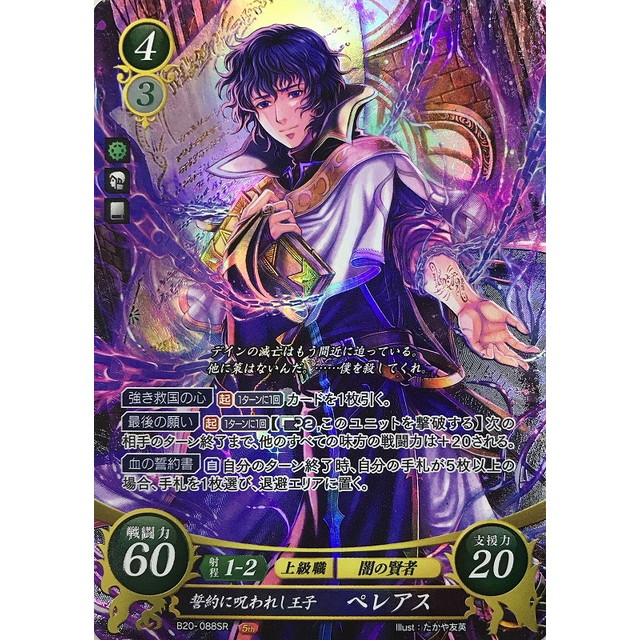 4
3
デインの滅亡はもう間近に迫っている。
他に策はないんだ。……僕を殺してくれ。
強き救国の心 起 1ターンに1回 カードを1枚引く。
最後の願い 起 1ターンに1回 【 2,このユニットを撃破する】次の
相手のターン終了まで、他のすべての味方の戦闘力は+20される。
血の誓約書 自 自分のターン終了時、自分の手札が5枚以上の
場合、手札を1枚選び、退避エリアに置く。
戦闘力
60
射程 1-2 上級職 闇の賢者
支援力
20
誓約に呪われし王子 ペレアス
B20-088SR 5th Illust:たかや友英